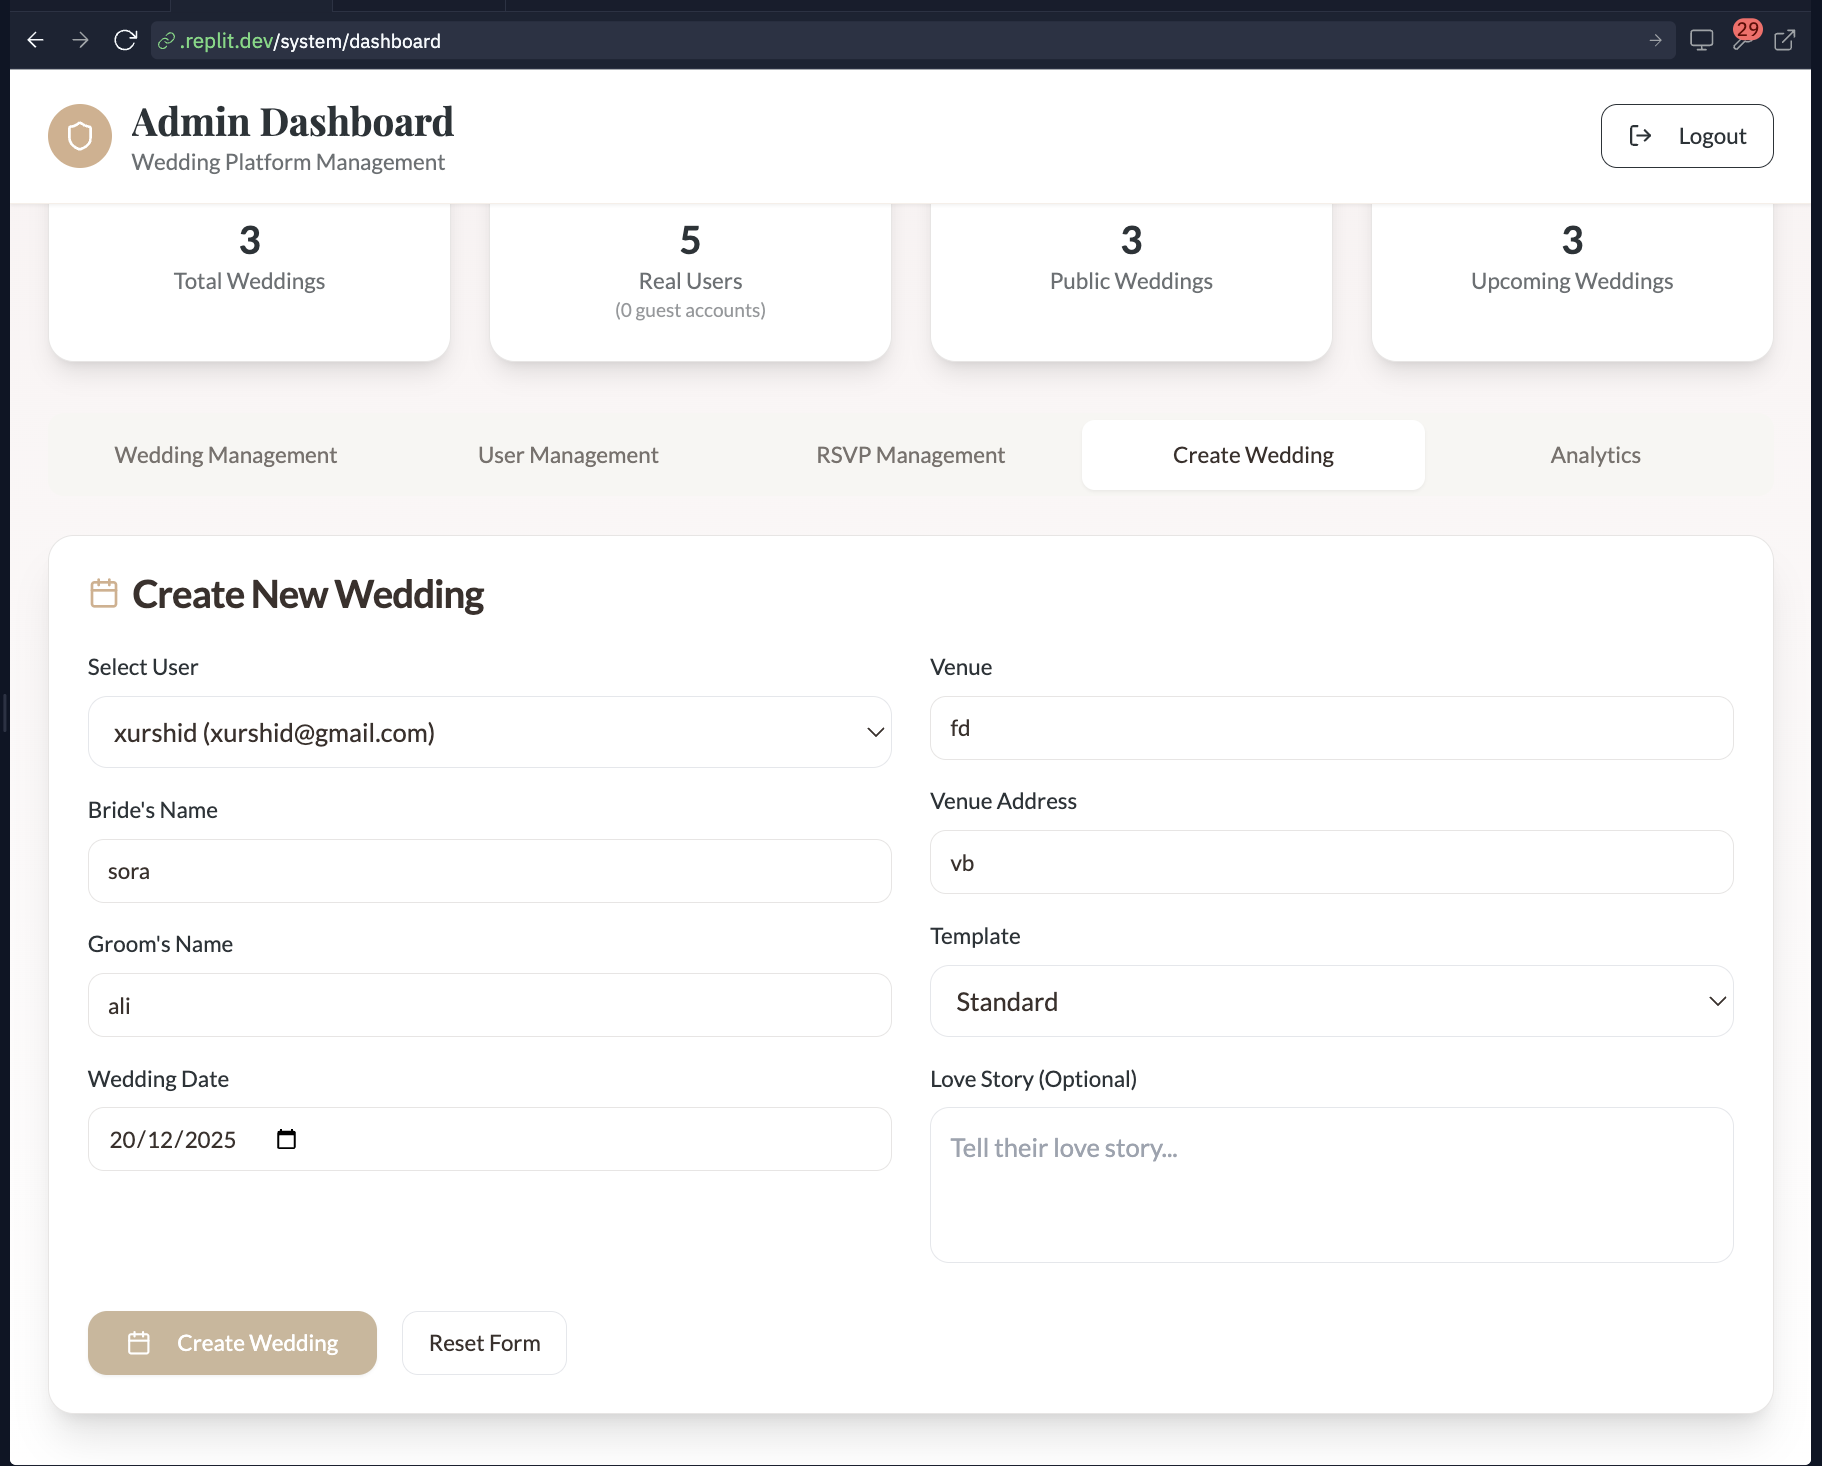 .replit.dev/system/dashboard
29
Admin Dashboard
Wedding Platform Management
Logout
3
Total Weddings
5
Real Users
(0 guest accounts)
3
Public Weddings
3
Upcoming Weddings
Wedding Management
User Management
RSVP Management
Create Wedding
Analytics
Create New Wedding
Select User
xurshid (xurshid@gmail.com)
Bride's Name
sora
Groom's Name
ali
Wedding Date
20/12/2025
Venue
fd
Venue Address
vb
Template
Standard
Love Story (Optional)
Tell their love story...
Create Wedding
Reset Form